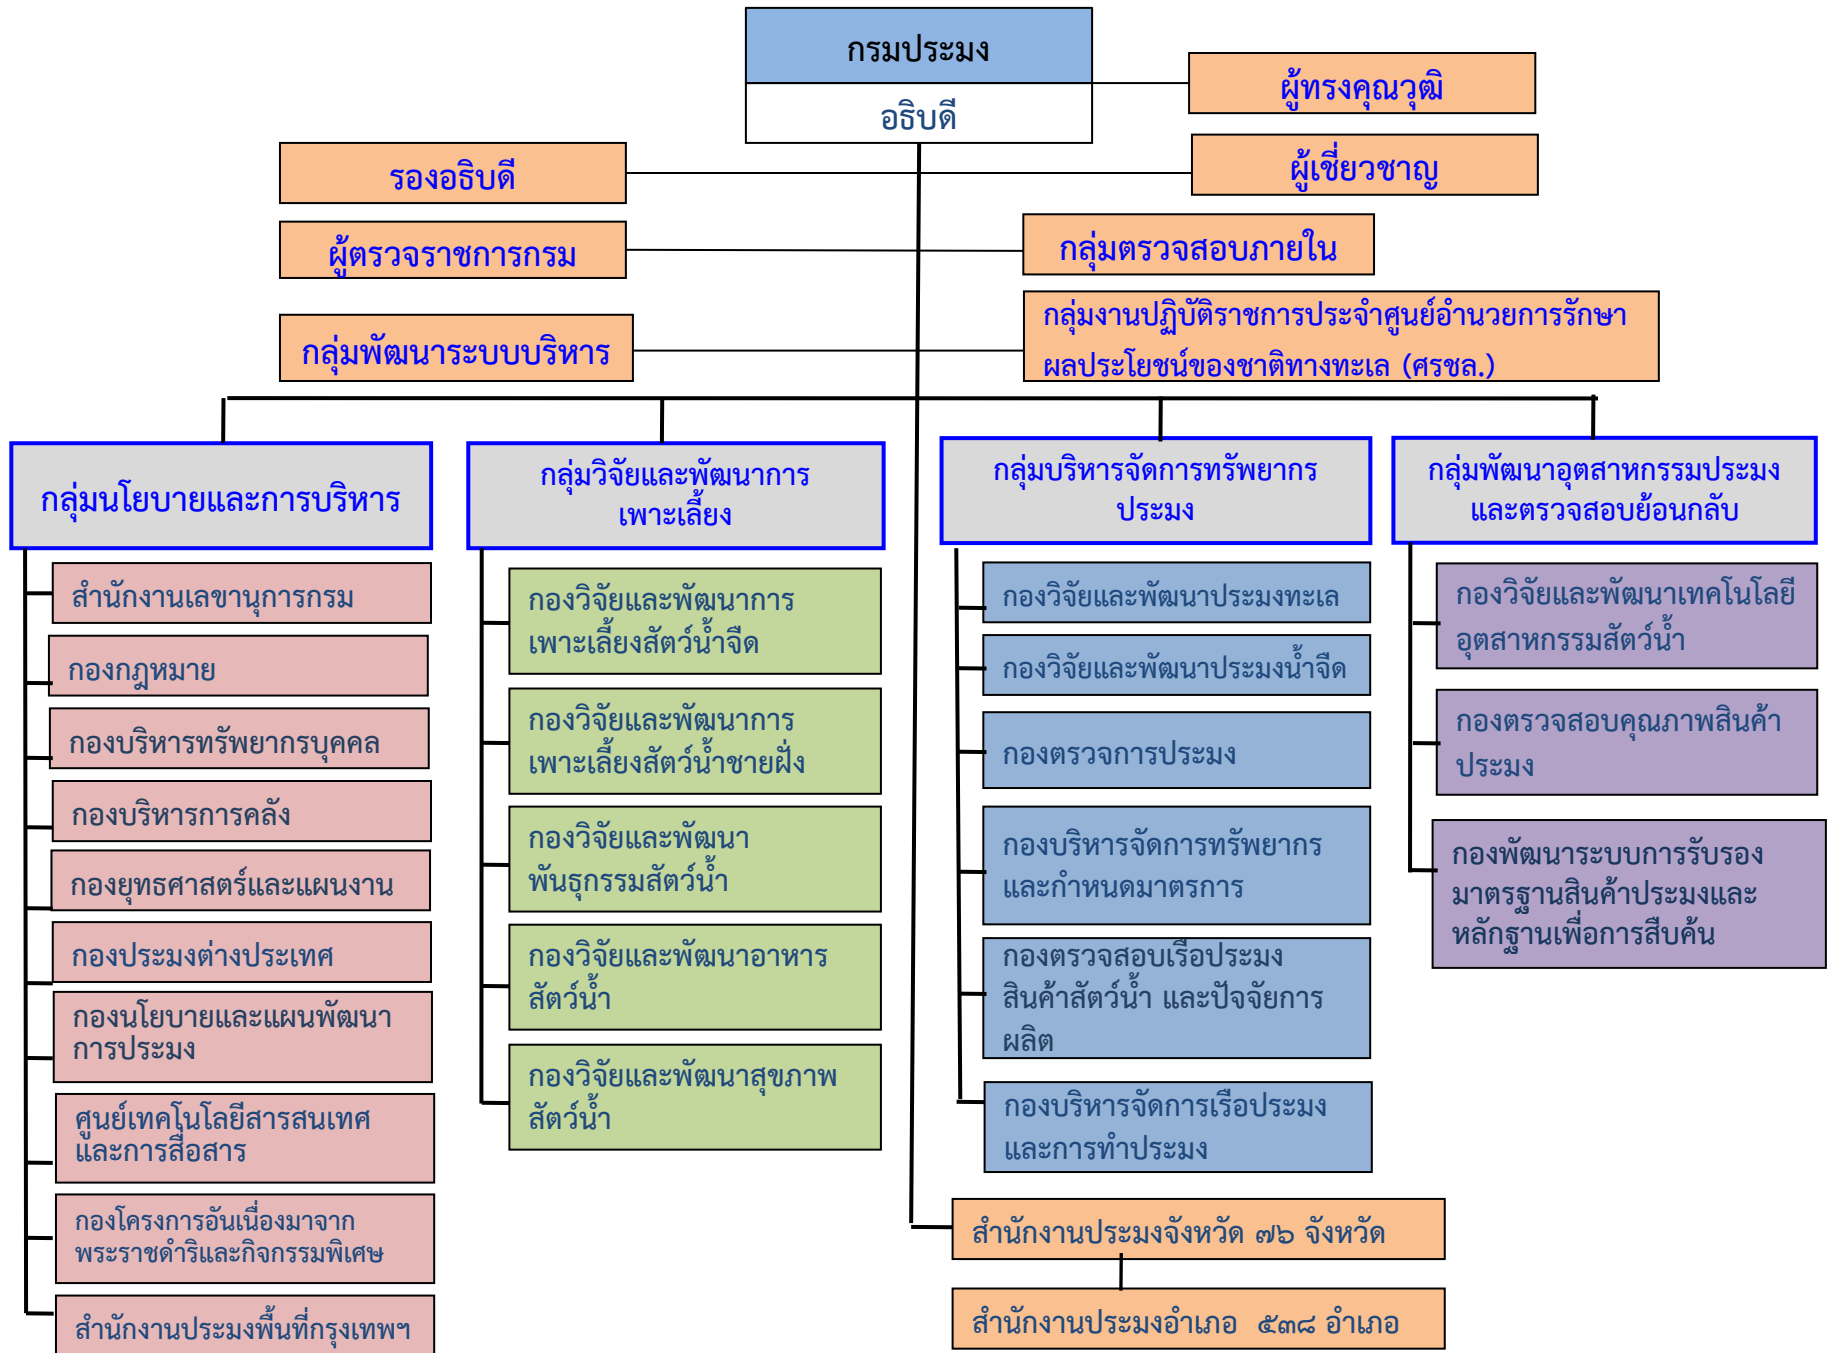 กรมประมง
อธิบดี
ผู้ทรงคุณวุฒิ
รองอธิบดี
ผู้เชี่ยวชาญ
ผู้ตรวจราชการกรม
กลุ่มตรวจสอบภายใน
กลุ่มพัฒนาระบบบริหาร
กลุ่มงานปฏิบัติราชการประจำศูนย์อำนวยการรักษา
ผลประโยชน์ของชาติทางทะเล (ศรชล.)
กลุ่มนโยบายและการบริหาร
สำนักงานเลขานุการกรม
กองกฎหมาย
กองบริหารทรัพยากรบุคคล
กองบริหารการคลัง
กองยุทธศาสตร์และแผนงาน
กองประมงต่างประเทศ
กองนโยบายและแผนพัฒนา
การประมง
ศูนย์เทคโนโลยีสารสนเทศ
และการสื่อสาร
กองโครงการอันเนื่องมาจาก
พระราชดำริและกิจกรรมพิเศษ
สำนักงานประมงพื้นที่กรุงเทพฯ
กลุ่มวิจัยและพัฒนาการ
เพาะเลี้ยง
กองวิจัยและพัฒนาการ
เพาะเลี้ยงสัตว์น้ำจืด
กองวิจัยและพัฒนาการ
เพาะเลี้ยงสัตว์น้ำชายฝั่ง
กองวิจัยและพัฒนา
พันธุกรรมสัตว์น้ำ
กองวิจัยและพัฒนาอาหาร
สัตว์น้ำ
กองวิจัยและพัฒนาสุขภาพ
สัตว์น้ำ
กลุ่มบริหารจัดการทรัพยากร
ประมง
กองวิจัยและพัฒนาประมงทะเล
กองวิจัยและพัฒนาประมงน้ำจืด
กองตรวจการประมง
กองบริหารจัดการทรัพยากร
และกำหนดมาตรการ
กองตรวจสอบเรือประมง
สินค้าสัตว์น้ำ และปัจจัยการ
ผลิต
กองบริหารจัดการเรือประมง
และการทำประมง
กลุ่มพัฒนาอุตสาหกรรมประมง
และตรวจสอบย้อนกลับ
กองวิจัยและพัฒนาเทคโนโลยี
อุตสาหกรรมสัตว์น้ำ
กองตรวจสอบคุณภาพสินค้า
ประมง
กองพัฒนาระบบการรับรอง
มาตรฐานสินค้าประมงและ
หลักฐานเพื่อการสืบค้น
สำนักงานประมงจังหวัด ๗๖ จังหวัด
สำนักงานประมงอำเภอ ๕๓๘ อำเภอ